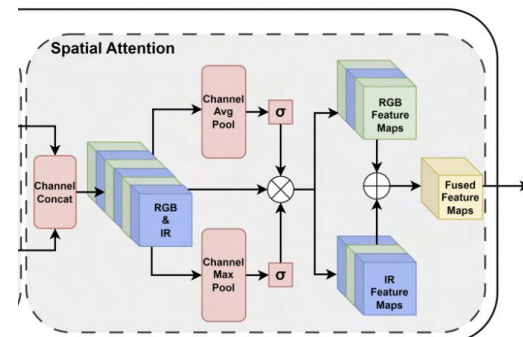 Spatial Attention
Channel
Concat
RGB
&
IR
Channel
Avg
Pool
σ
Channel
Max
Pool
σ
RGB
Feature
Maps
IR
Feature
Maps
Fused
Feature
Maps